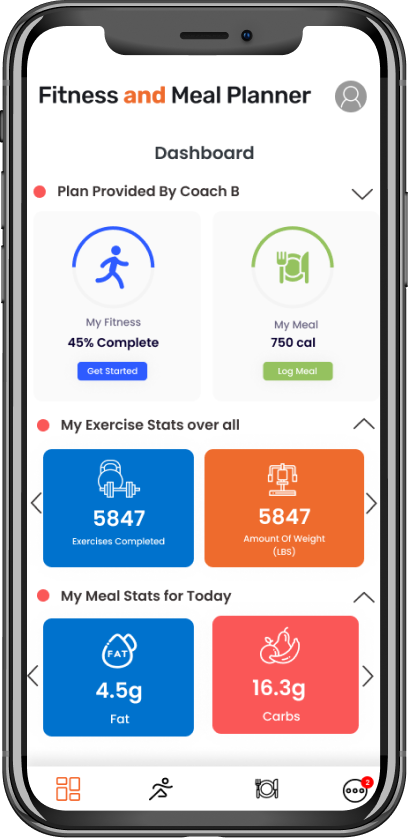 Fitness and Meal Planner
Dashboard
Plan Provided By Coach B
My Fitness
45% Complete
Get Started
My Meal
750 cal
Log Meal
My Exercise Stats over all
5847
Exercises Completed
5847
Amount Of Weight
(LBS)
My Meal Stats for Today
FAT
4.5g
Fat
16.3g
Carbs
2